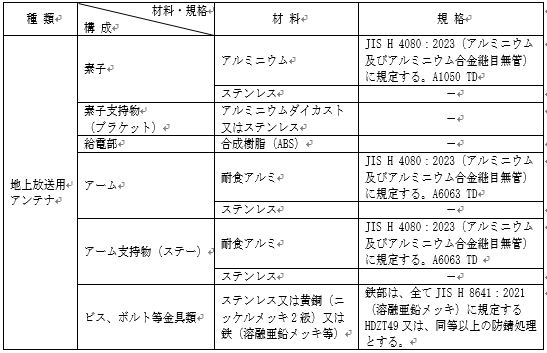 種 類
材料・規格
構 成
材 料
規 格
地上放送用
アンテナ
素子
アルミニウム
JIS H 4080：2023（アルミニウム
及びアルミニウム合金継目無管）
に規定する。A1050 TD
ステンレス
－
素子支持物
（ブラケット）
アルミニウムダイカスト
又はステンレス
－
給電部
合成樹脂（ABS）
－
アーム
耐食アルミ
JIS H 4080：2023（アルミニウム
及びアルミニウム合金継目無管）
に規定する。A6063 TD
ステンレス
－
アーム支持物（ステー）
耐食アルミ
JIS H 4080：2023（アルミニウム
及びアルミニウム合金継目無管）
に規定する。A6063 TD
ステンレス
－
ビス、ボルト等金具類
ステンレス又は黄銅（ニ
ッケルメッキ2級）又は
鉄（溶融亜鉛メッキ等）
鉄部は、全てJIS H 8641：2021
（溶融亜鉛メッキ）に規定する
HDZT49又は、同等以上の防錆処理
とする。